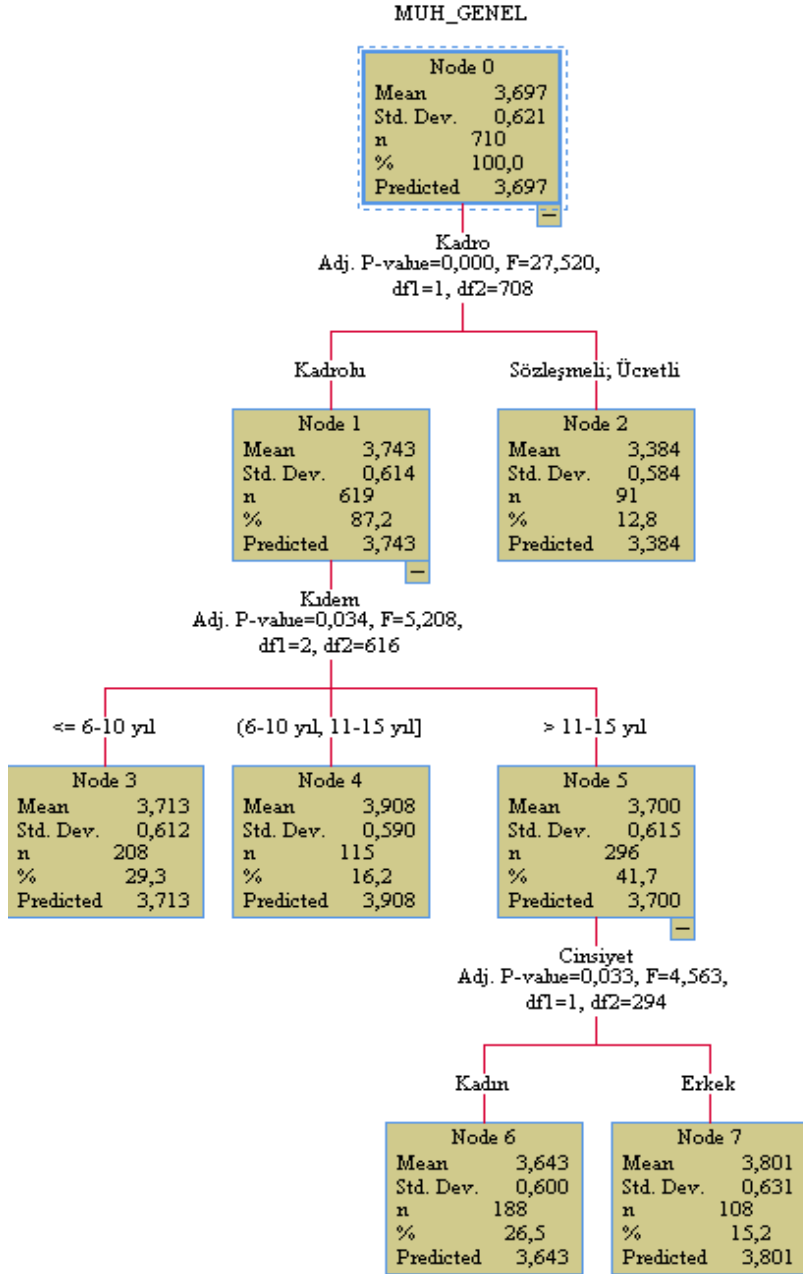 MUH_GENEL
Node 0
Mean 3,697
Std. Dev. 0,621
n 710
% 100,0
Predicted 3,697
Kadro
Adj. P-value=0,000, F=27,520,
df1=1, df2=708
Kadrolu
Sözleşmeli; Ücretli
Node 1
Mean 3,743
Std. Dev. 0,614
n 619
% 87,2
Predicted 3,743
Node 2
Mean 3,384
Std. Dev. 0,584
n 91
% 12,8
Predicted 3,384
Kıdem
Adj. P-value=0,034, F=5,208,
df1=2, df2=616
<= 6-10 yıl
(6-10 yıl, 11-15 yıl]
> 11-15 yıl
Node 3
Mean 3,713
Std. Dev. 0,612
n 208
% 29,3
Predicted 3,713
Node 4
Mean 3,908
Std. Dev. 0,590
n 115
% 16,2
Predicted 3,908
Node 5
Mean 3,700
Std. Dev. 0,615
n 296
% 41,7
Predicted 3,700
Cinsiyet
Adj. P-value=0,033, F=4,563,
df1=1, df2=294
Kadın
Erkek
Node 6
Mean 3,643
Std. Dev. 0,600
n 188
% 26,5
Predicted 3,643
Node 7
Mean 3,801
Std. Dev. 0,631
n 108
% 15,2
Predicted 3,801